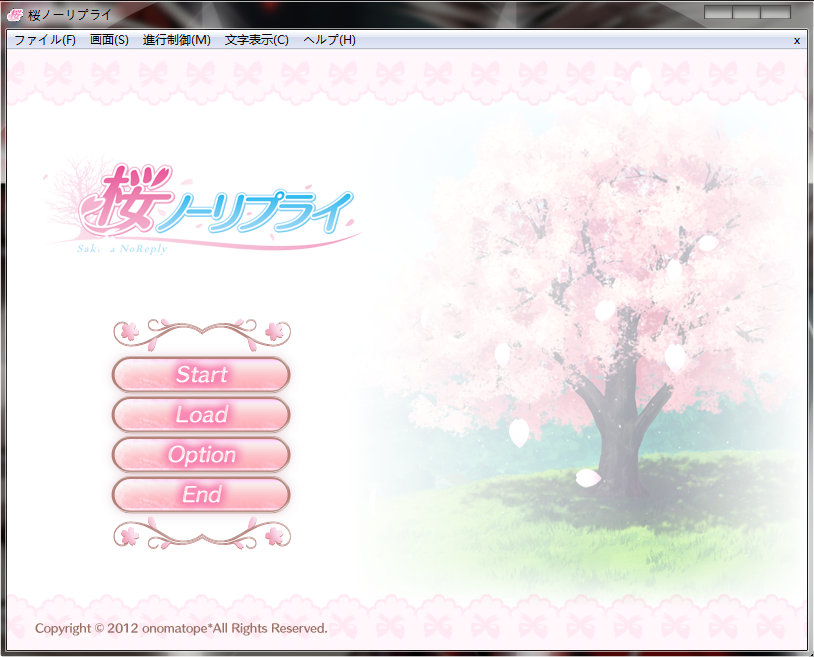 桜ノーリプライ
ファイル(F) 画面(S) 進行制御(M) 文字表示(C) ヘルプ(H) x
桜ノーリプライ
NoReply
Start
Load
Option
End
Copyright © 2012 onomatope*All Rights Reserved.